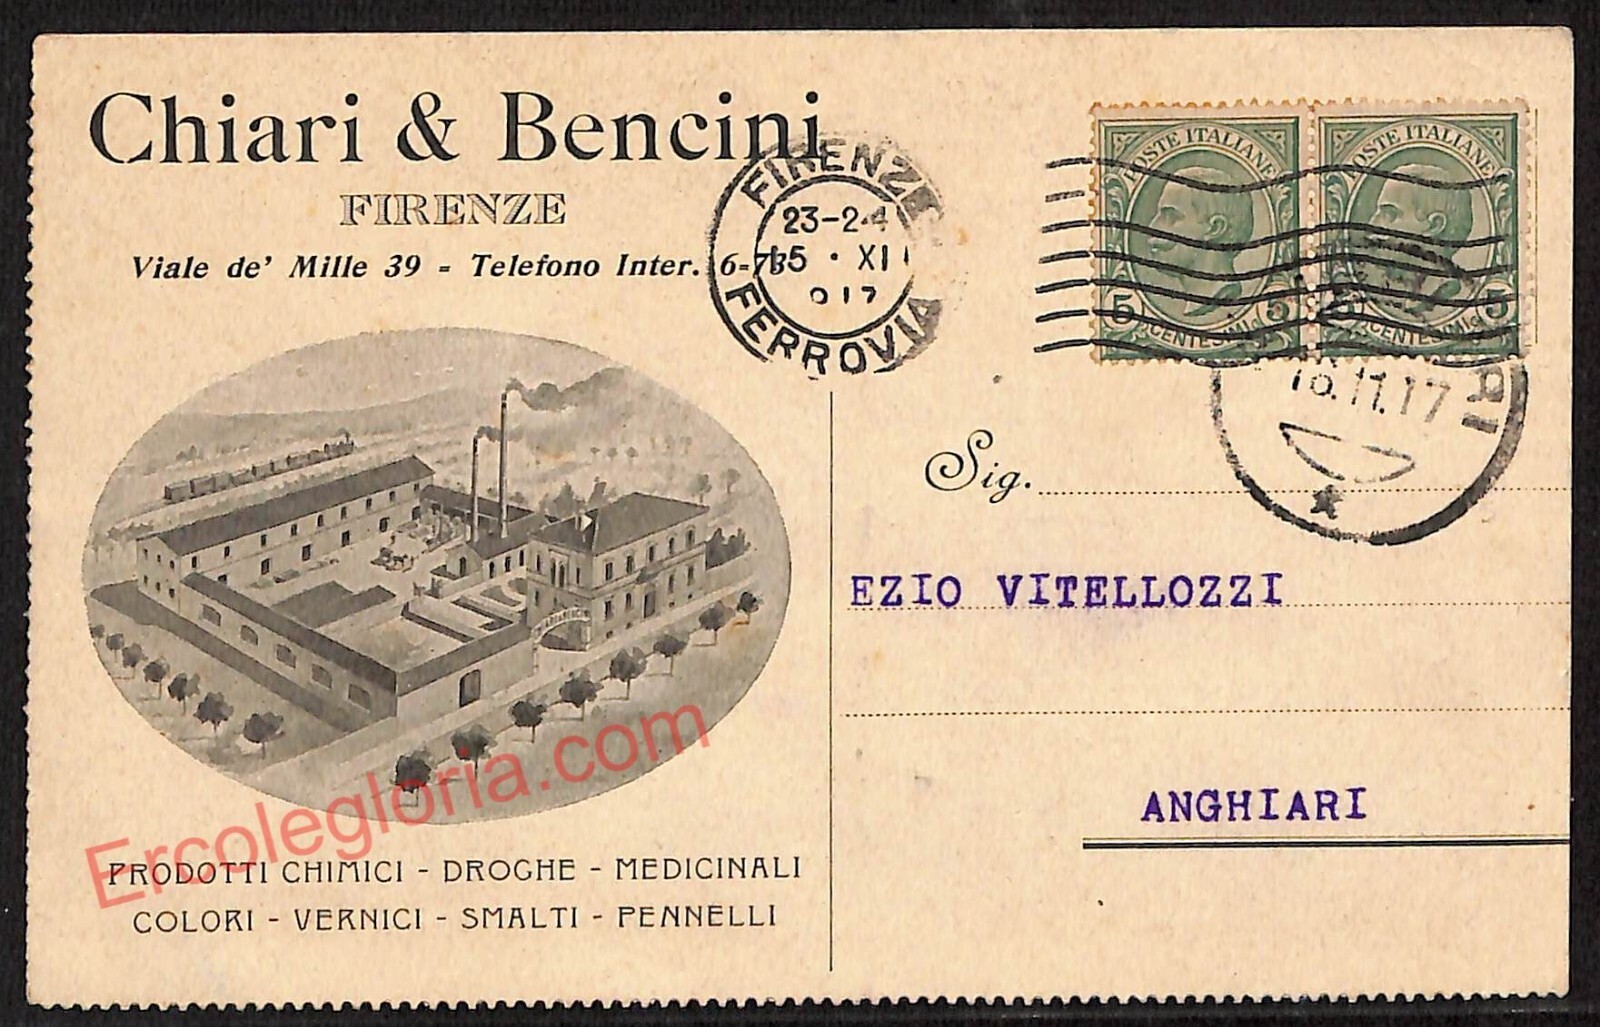 Chiari & Bencini
FIRENZE
Viale de' Mille 39 - Telefono Inter. 6-73
FIRENZE
23-24
15 • XI
917
FERROVIA
POSTE ITALIANE
5 CENTESIMI 5
POSTE ITALIANE
5 CENTESIMI 5
16.11.17
Sig.
EZIO VITELLOZZI
ANGHIARI
Ercolegloria.com
PRODOTTI CHIMICI - DROGHE - MEDICINALI
COLORI - VERNICI - SMALTI - PENNELLI